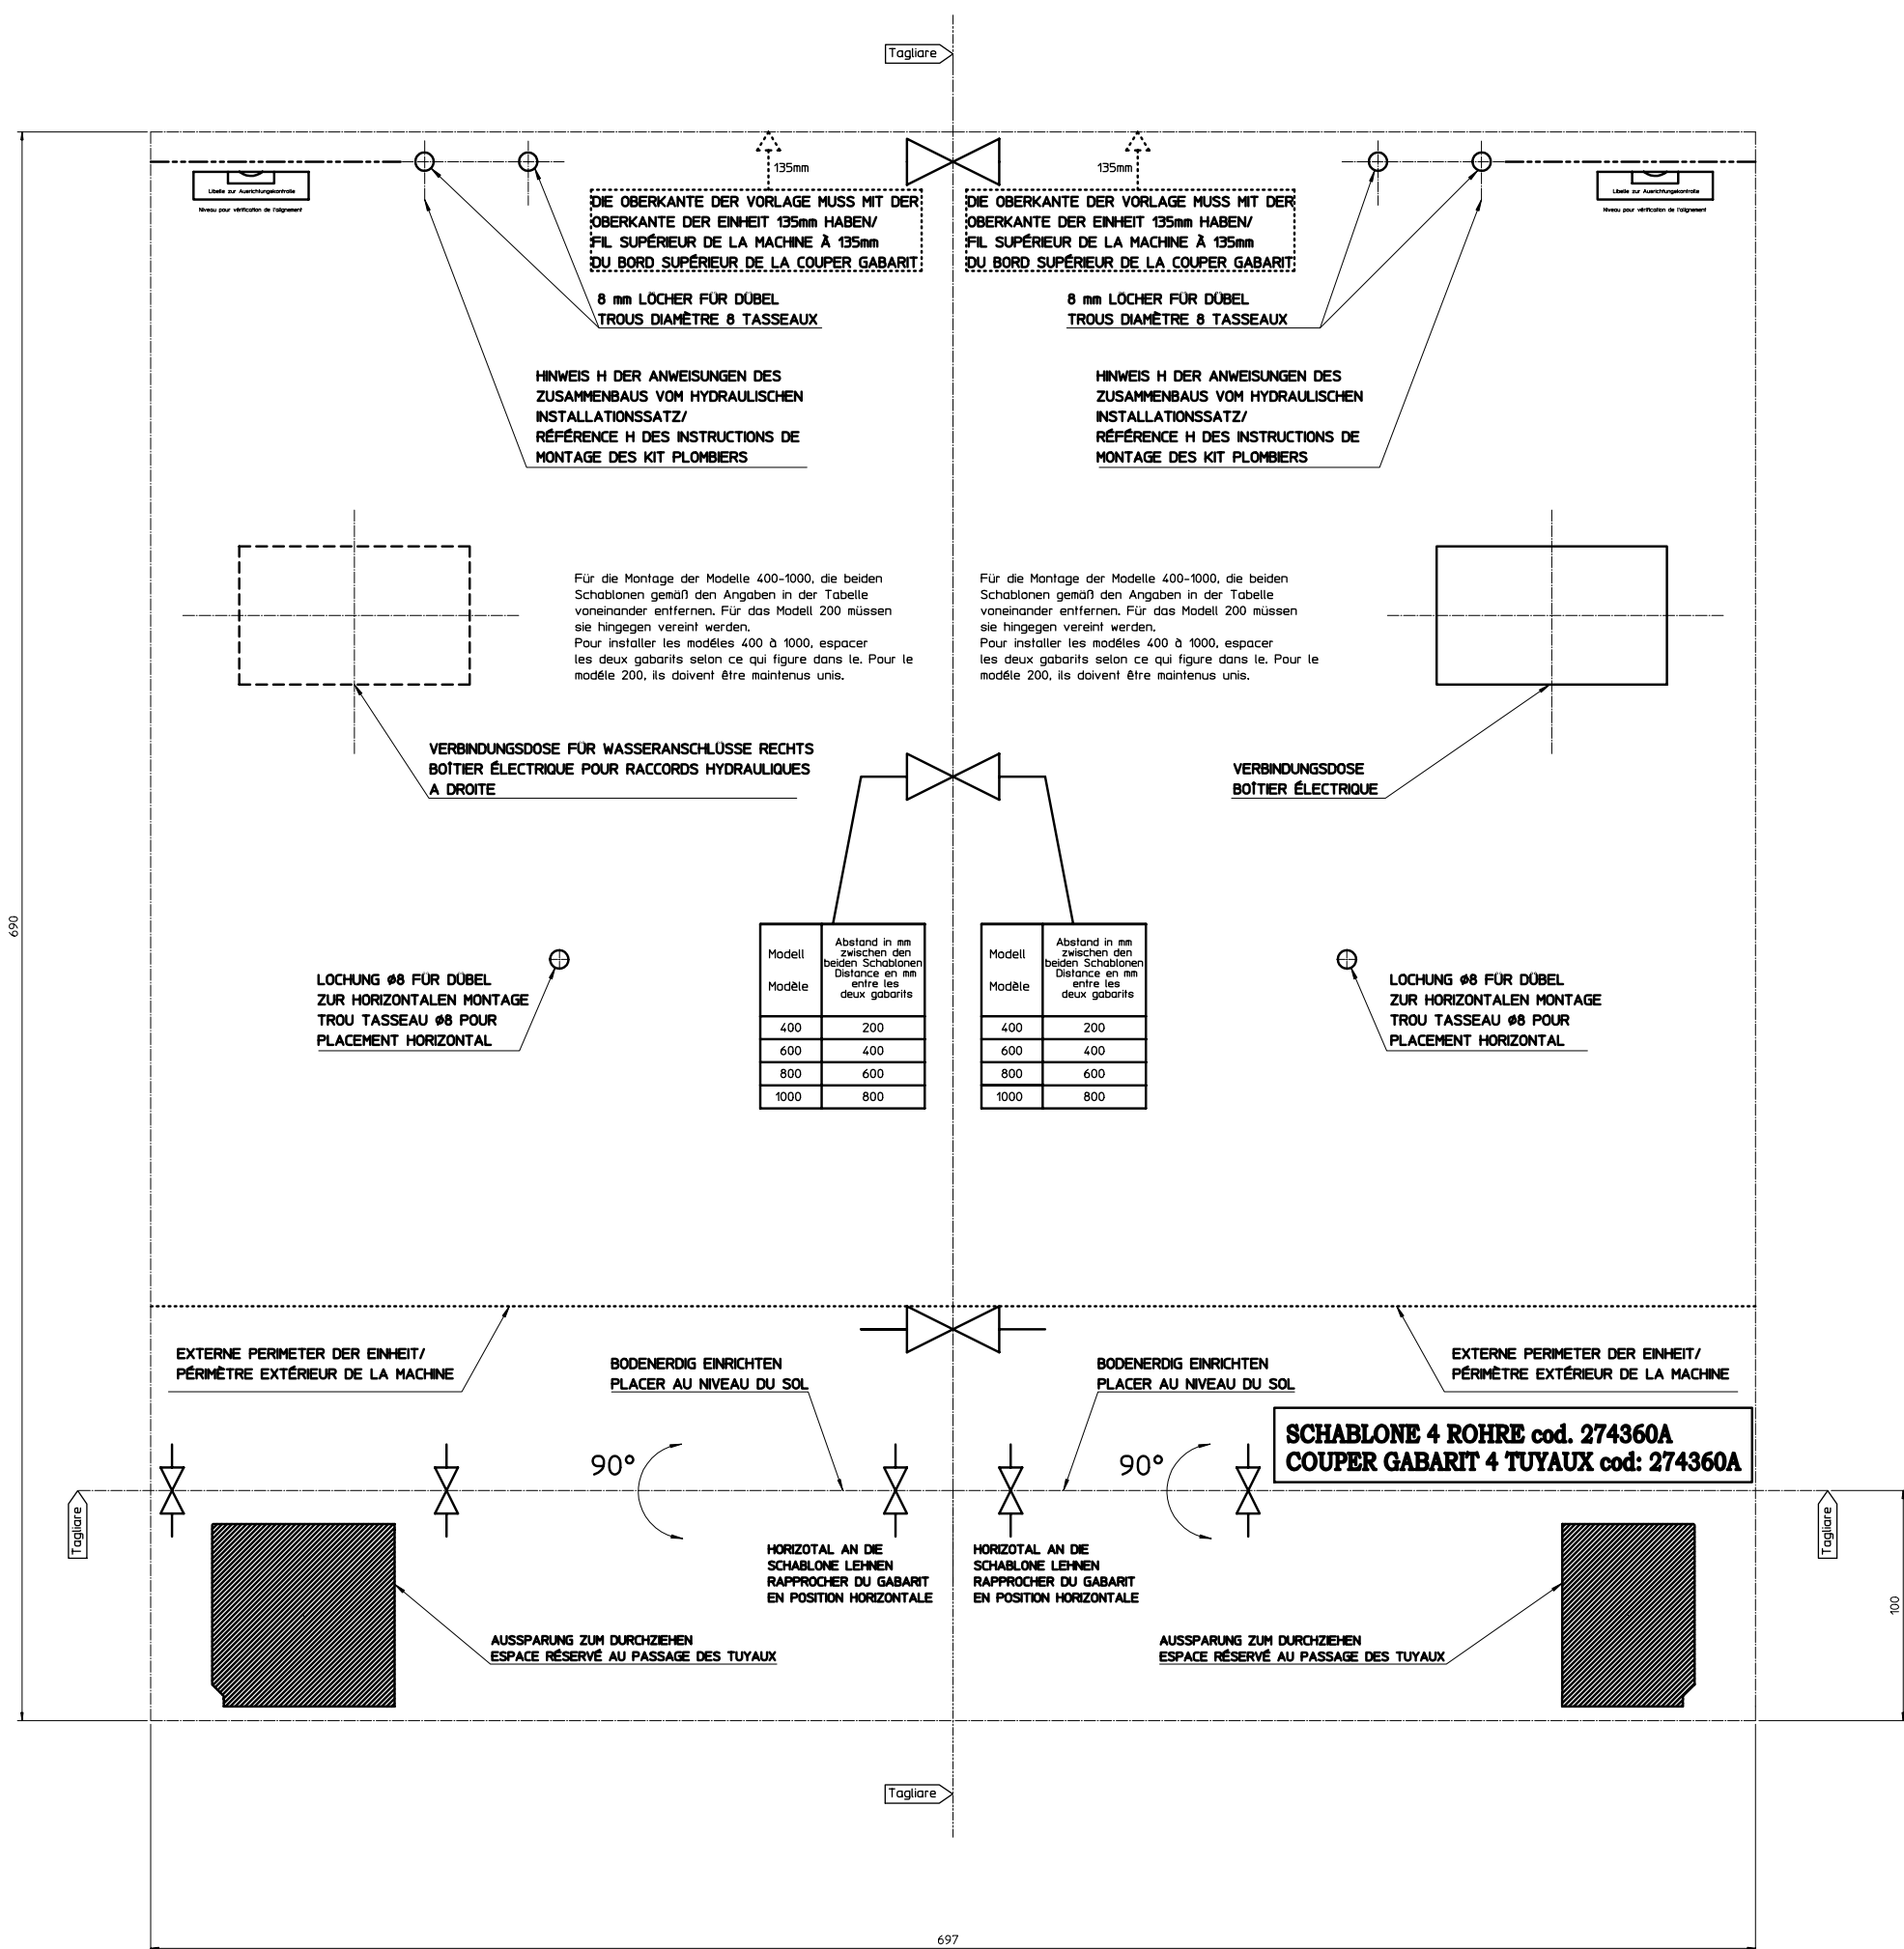 Tagliare
135mm
135mm
Libelle zur Ausrichtungskontrolle
Niveau pour vérification de l'alignement
Libelle zur Ausrichtungskontrolle
Niveau pour vérification de l'alignement
DIE OBERKANTE DER VORLAGE MUSS MIT DER
OBERKANTE DER EINHEIT 135mm HABEN/
FIL SUPÉRIEUR DE LA MACHINE À 135mm
DU BORD SUPÉRIEUR DE LA COUPER GABARIT
DIE OBERKANTE DER VORLAGE MUSS MIT DER
OBERKANTE DER EINHEIT 135mm HABEN/
FIL SUPÉRIEUR DE LA MACHINE À 135mm
DU BORD SUPÉRIEUR DE LA COUPER GABARIT
8 mm LÖCHER FÜR DÜBEL
TROUS DIAMÈTRE 8 TASSEAUX
8 mm LÖCHER FÜR DÜBEL
TROUS DIAMÈTRE 8 TASSEAUX
HINWEIS H DER ANWEISUNGEN DES
ZUSAMMENBAUS VOM HYDRAULISCHEN
INSTALLATIONSSATZ/
RÉFÉRENCE H DES INSTRUCTIONS DE
MONTAGE DES KIT PLOMBIERS
HINWEIS H DER ANWEISUNGEN DES
ZUSAMMENBAUS VOM HYDRAULISCHEN
INSTALLATIONSSATZ/
RÉFÉRENCE H DES INSTRUCTIONS DE
MONTAGE DES KIT PLOMBIERS
Für die Montage der Modelle 400-1000, die beiden
Schablonen gemäß den Angaben in der Tabelle
voneinander entfernen. Für das Modell 200 müssen
sie hingegen vereint werden.
Pour installer les modéles 400 à 1000, espacer
les deux gabarits selon ce qui figure dans le. Pour le
modéle 200, ils doivent être maintenus unis.
Für die Montage der Modelle 400-1000, die beiden
Schablonen gemäß den Angaben in der Tabelle
voneinander entfernen. Für das Modell 200 müssen
sie hingegen vereint werden.
Pour installer les modéles 400 à 1000, espacer
les deux gabarits selon ce qui figure dans le. Pour le
modéle 200, ils doivent être maintenus unis.
VERBINDUNGSDOSE FÜR WASSERANSCHLÜSSE RECHTS
BOÎTIER ÉLECTRIQUE POUR RACCORDS HYDRAULIQUES
A DROITE
VERBINDUNGSDOSE
BOÎTIER ÉLECTRIQUE
690
LOCHUNG ø8 FÜR DÜBEL
ZUR HORIZONTALEN MONTAGE
TROU TASSEAU ø8 POUR
PLACEMENT HORIZONTAL
Modell
Modèle
Abstand in mm
zwischen den
beiden Schablonen
Distance en mm
entre les
deux gabarits
400 200
600 400
800 600
1000 800
Modell
Modèle
Abstand in mm
zwischen den
beiden Schablonen
Distance en mm
entre les
deux gabarits
400 200
600 400
800 600
1000 800
LOCHUNG ø8 FÜR DÜBEL
ZUR HORIZONTALEN MONTAGE
TROU TASSEAU ø8 POUR
PLACEMENT HORIZONTAL
EXTERNE PERIMETER DER EINHEIT/
PÉRIMÈTRE EXTÉRIEUR DE LA MACHINE
BODENERDIG EINRICHTEN
PLACER AU NIVEAU DU SOL
BODENERDIG EINRICHTEN
PLACER AU NIVEAU DU SOL
EXTERNE PERIMETER DER EINHEIT/
PÉRIMÈTRE EXTÉRIEUR DE LA MACHINE
SCHABLONE 4 ROHRE cod. 274360A
COUPER GABARIT 4 TUYAUX cod: 274360A
90°
90°
Tagliare
Tagliare
HORIZOTAL AN DIE
SCHABLONE LEHNEN
RAPPROCHER DU GABARIT
EN POSITION HORIZONTALE
HORIZOTAL AN DIE
SCHABLONE LEHNEN
RAPPROCHER DU GABARIT
EN POSITION HORIZONTALE
100
AUSSPARUNG ZUM DURCHZIEHEN
ESPACE RÉSERVÉ AU PASSAGE DES TUYAUX
AUSSPARUNG ZUM DURCHZIEHEN
ESPACE RÉSERVÉ AU PASSAGE DES TUYAUX
Tagliare
697